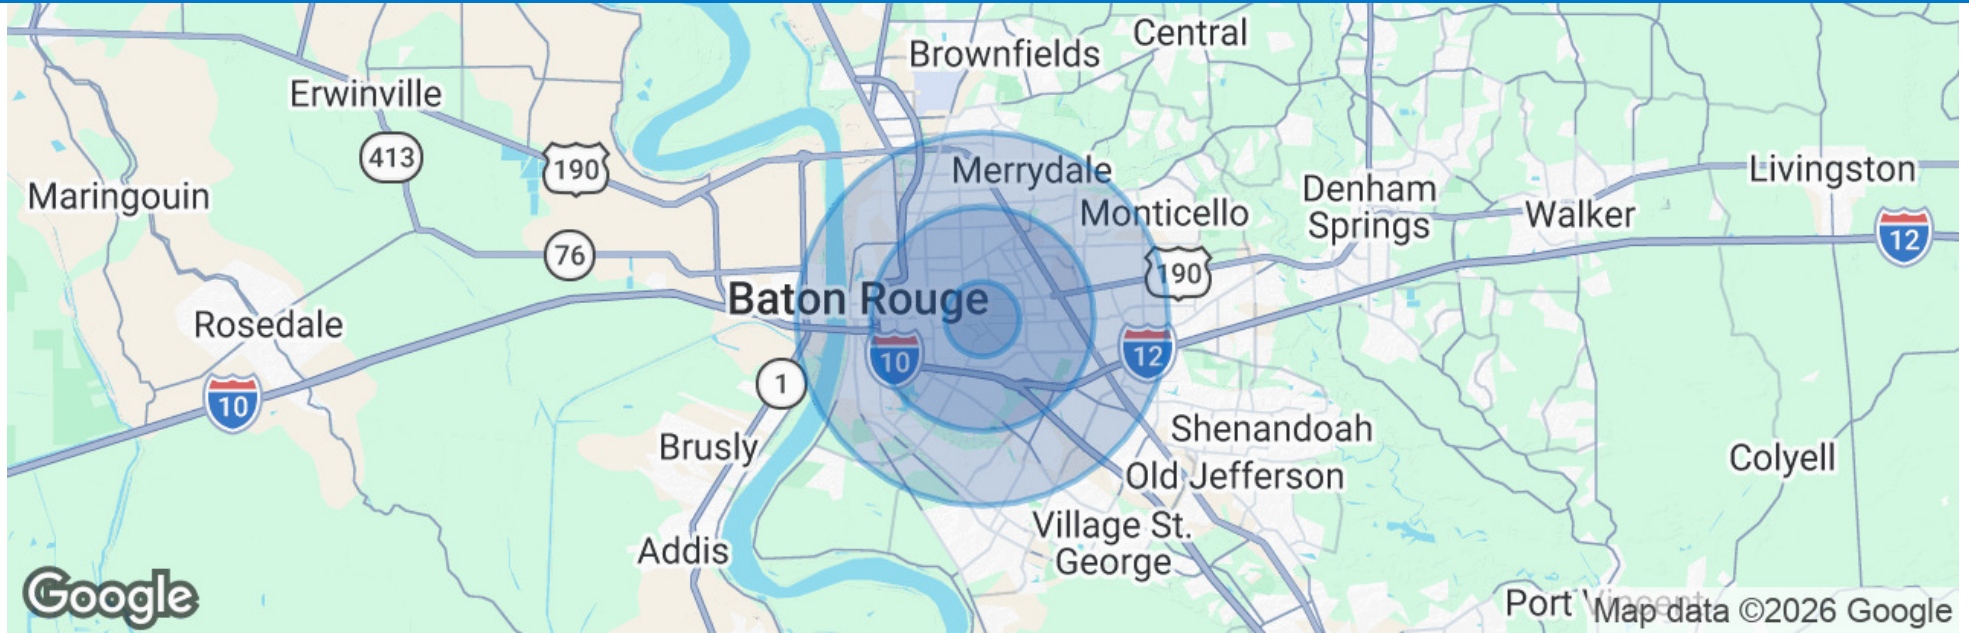 Central
Brownfields
Erwinville
413
190
Merrydale
Livingston
Maringouin
Denham
Springs
Monticello
Walker
12
76
190
Baton Rouge
Rosedale
10
12
1
10
Shenandoah
Brusly
Colyell
Old Jefferson
Village St.
George
Addis
Google
Port Vincent
Map data ©2026 Google